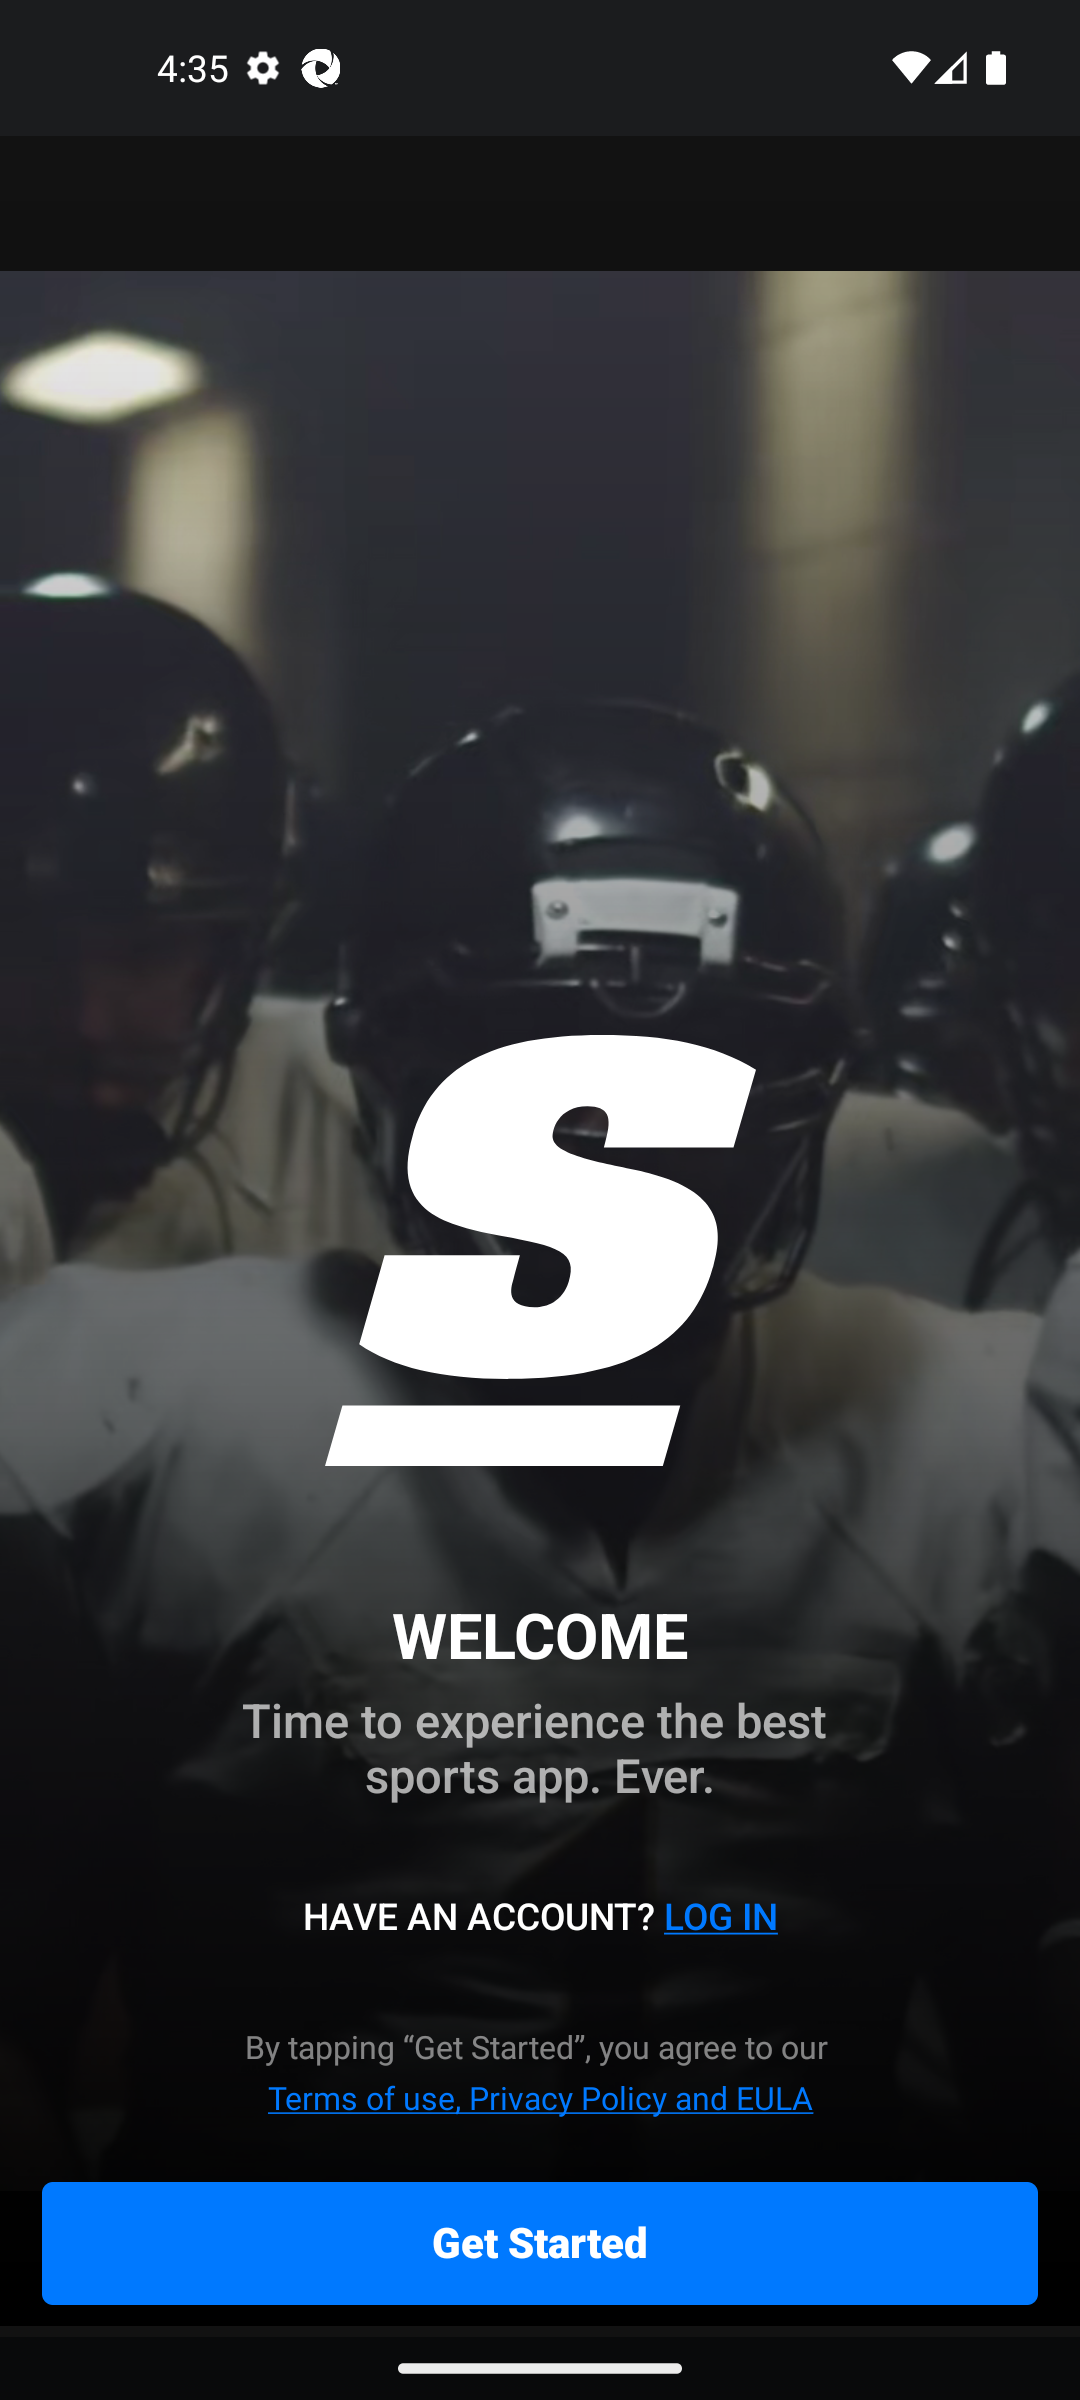 4:35
S
WELCOME
Time to experience the best
sports app. Ever.
HAVE AN ACCOUNT? LOG IN
By tapping “Get Started”, you agree to our
Terms of use, Privacy Policy and EULA
Get Started